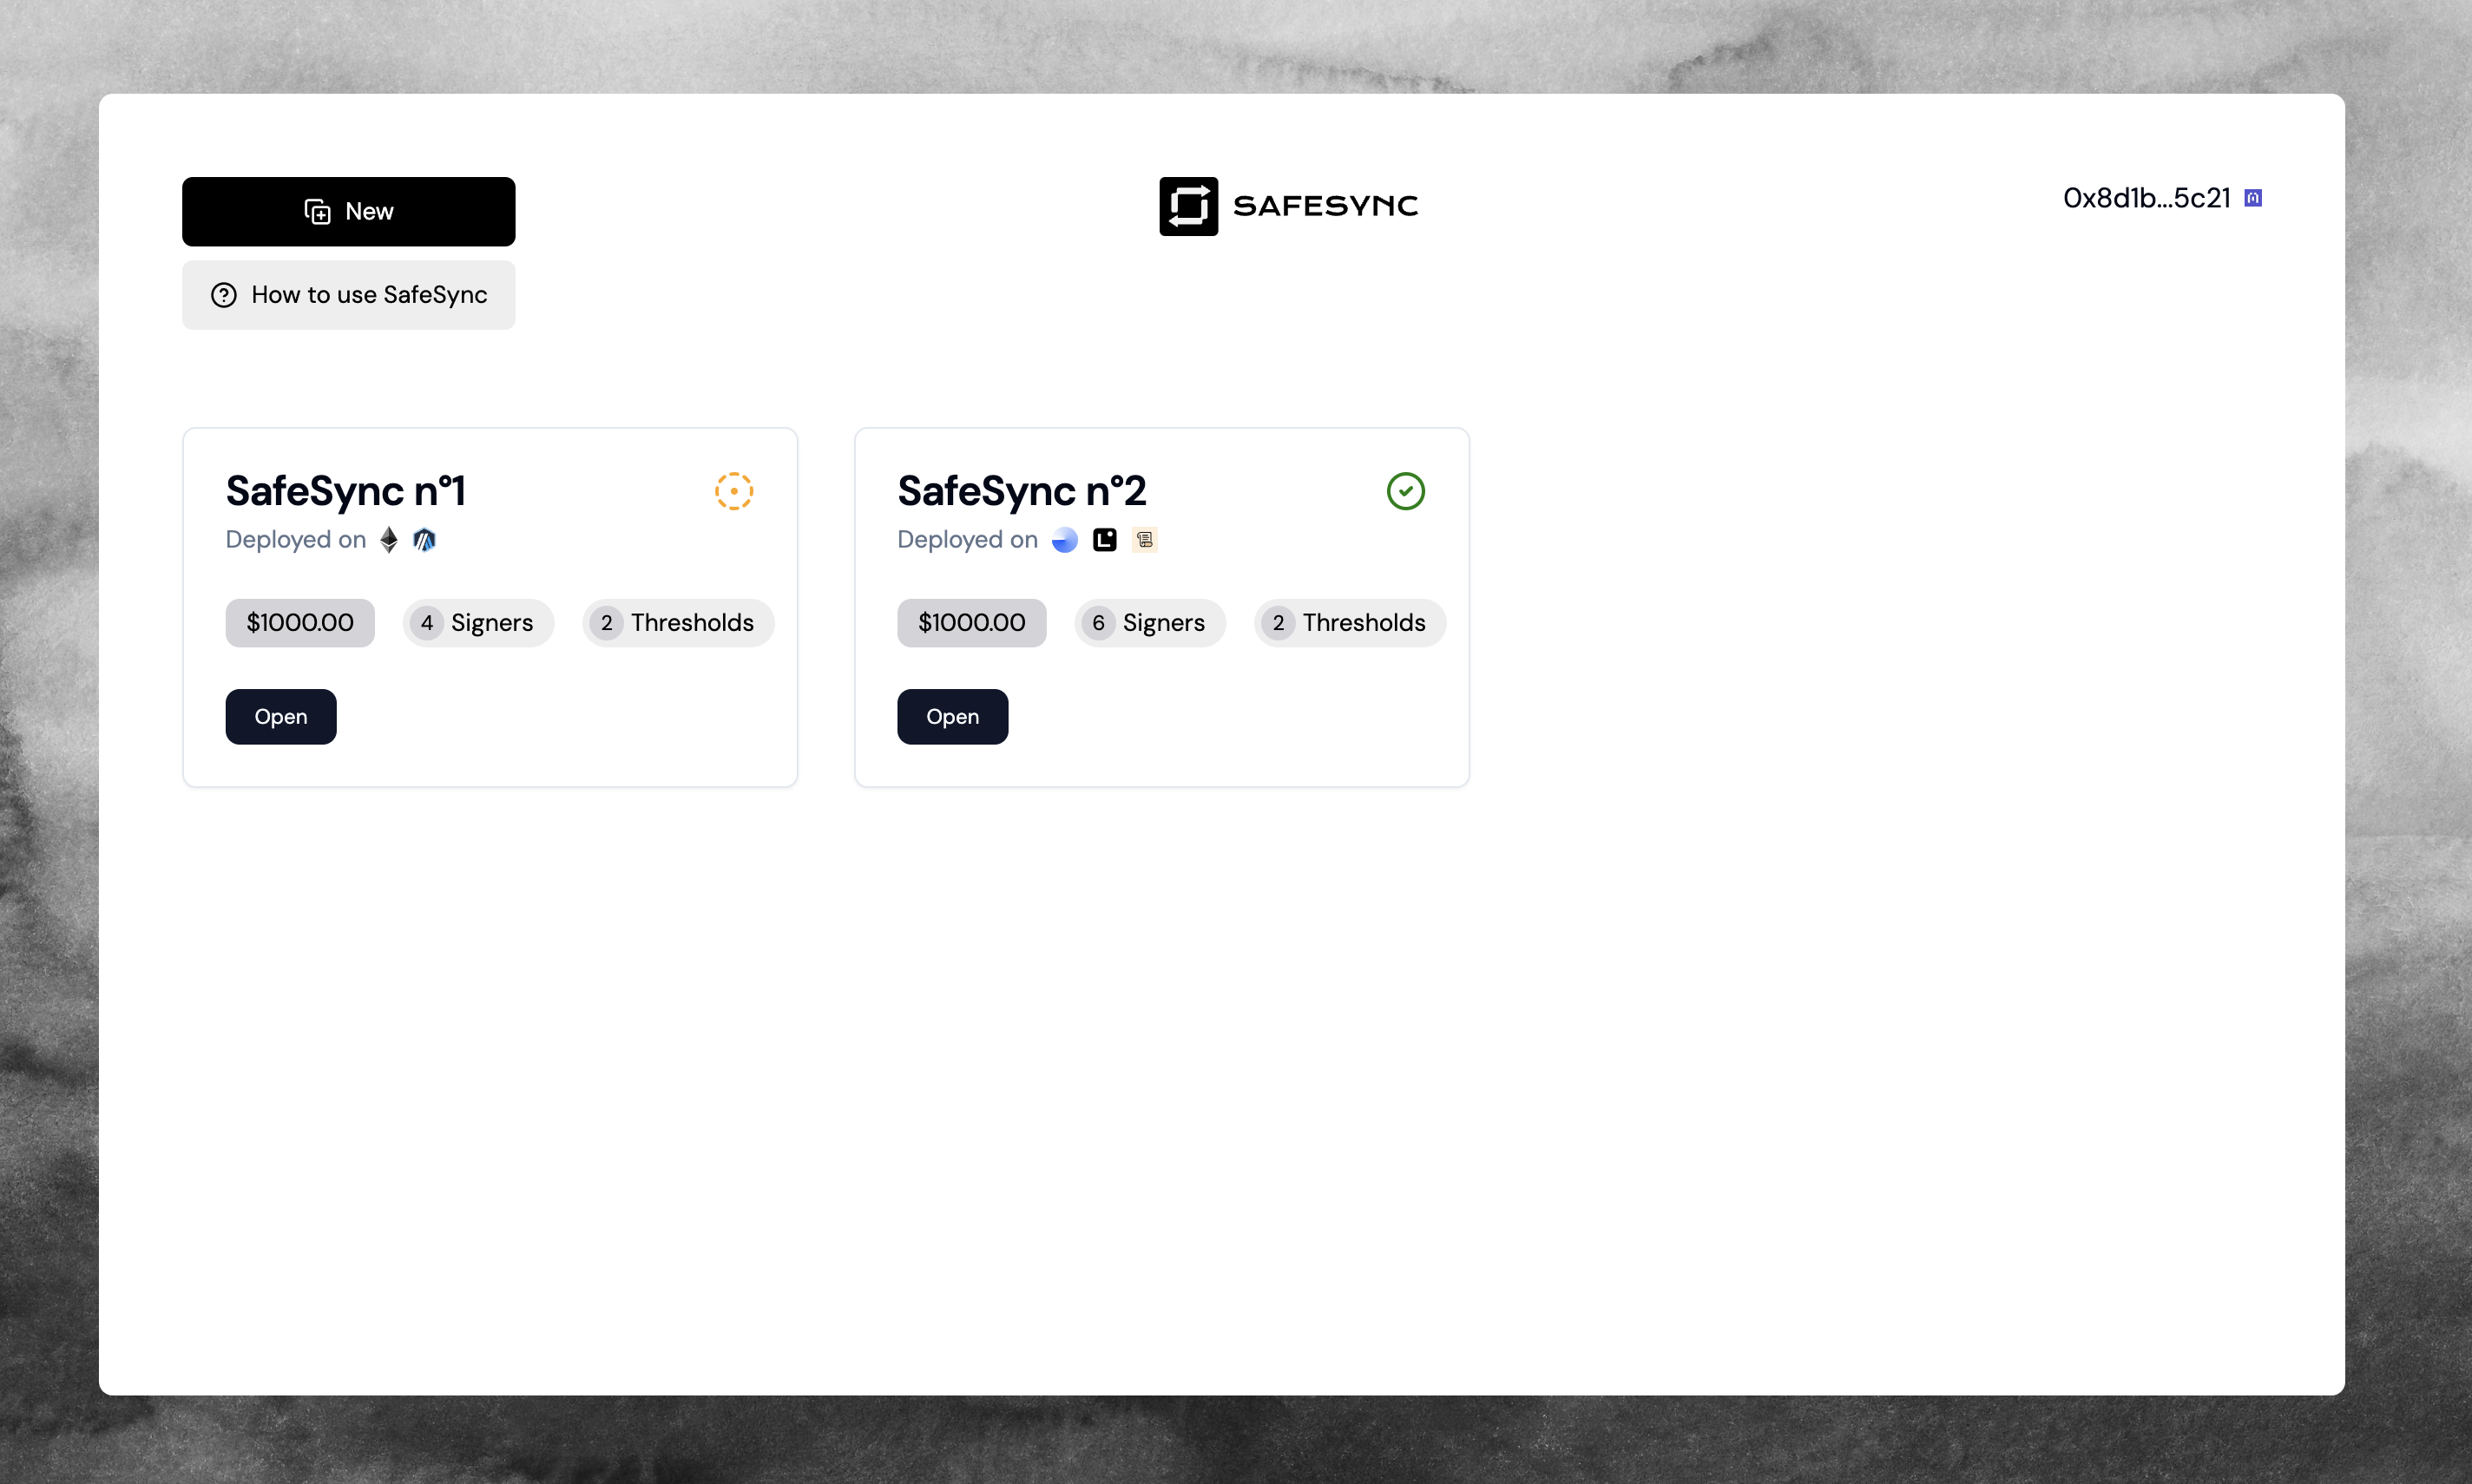 New
SAFESYNC
0x8d1b...5c21
How to use SafeSync
SafeSync n°1
Deployed on
$1000.00
4 Signers
2 Thresholds
Open
SafeSync n°2
Deployed on
$1000.00
6 Signers
2 Thresholds
Open